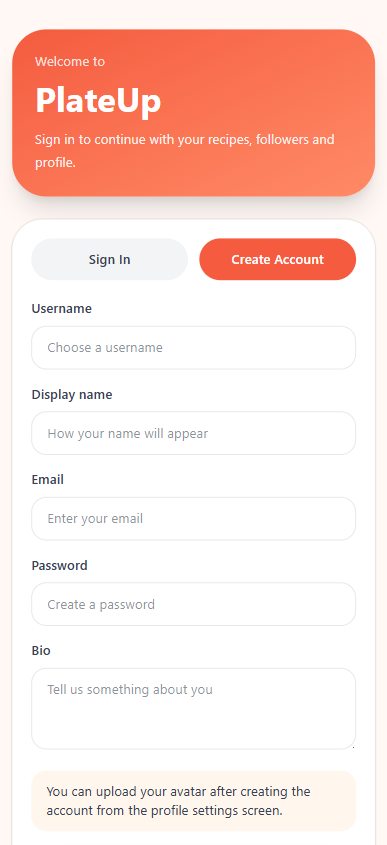 Welcome to
PlateUp
Sign in to continue with your recipes, followers and
profile.
Sign In
Create Account
Username
Choose a username
Display name
How your name will appear
Email
Enter your email
Password
Create a password
Bio
Tell us something about you
You can upload your avatar after creating the
account from the profile settings screen.